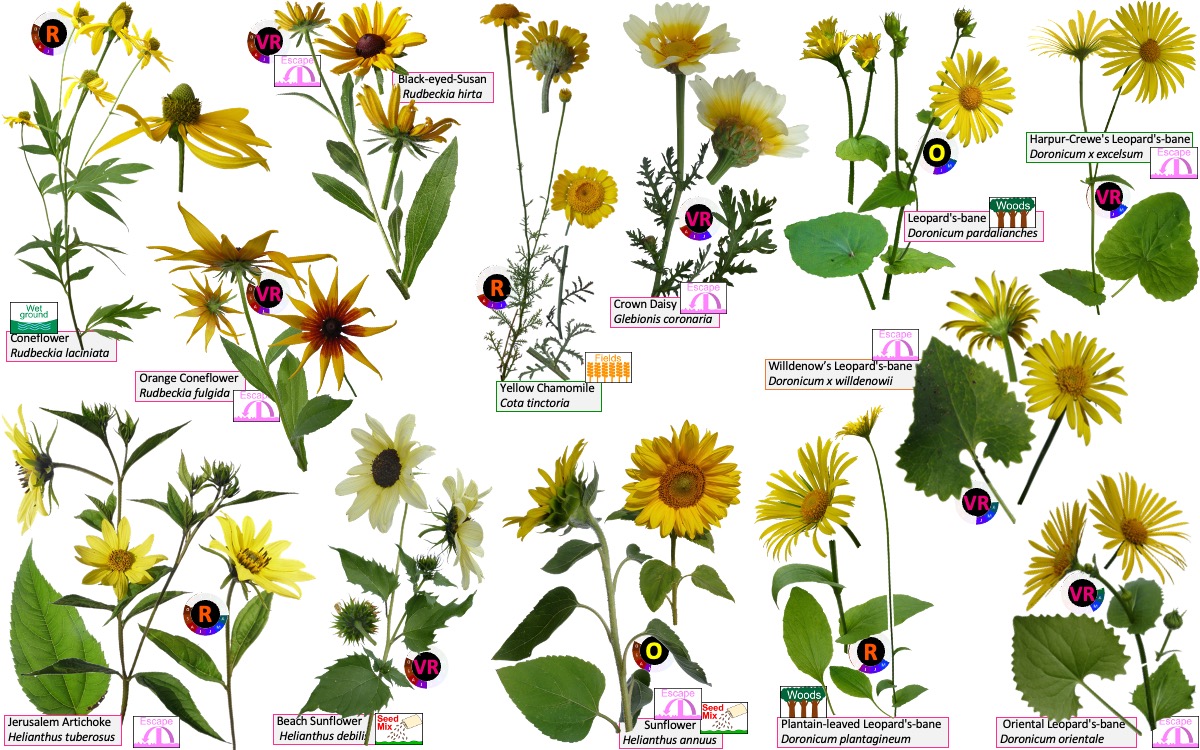 R
VR
Escape
Black-eyed-Susan
Rudbeckia hirta
Wet
ground
Coneflower
Rudbeckia laciniata
VR
Orange Coneflower
Rudbeckia fulgida
Escape
R
Fields
Yellow Chamomile
Cota tinctoria
VR
Escape
Crown Daisy
Glebionis coronaria
O
Woods
Leopard's-bane
Doronicum pardalianches
Harpur-Crewe's Leopard's-bane
Doronicum x excelsum
Escape
VR
Escape
Willdenow's Leopard's-bane
Doronicum x willdenowii
VR
R
Jerusalem Artichoke
Helianthus tuberosus
Escape
VR
Beach Sunflower
Helianthus debilis
Seed
Mix
O
Escape
Seed
Mix
Sunflower
Helianthus annuus
R
Woods
Plantain-leaved Leopard's-bane
Doronicum plantagineum
VR
Oriental Leopard's-bane
Doronicum orientale
Escape